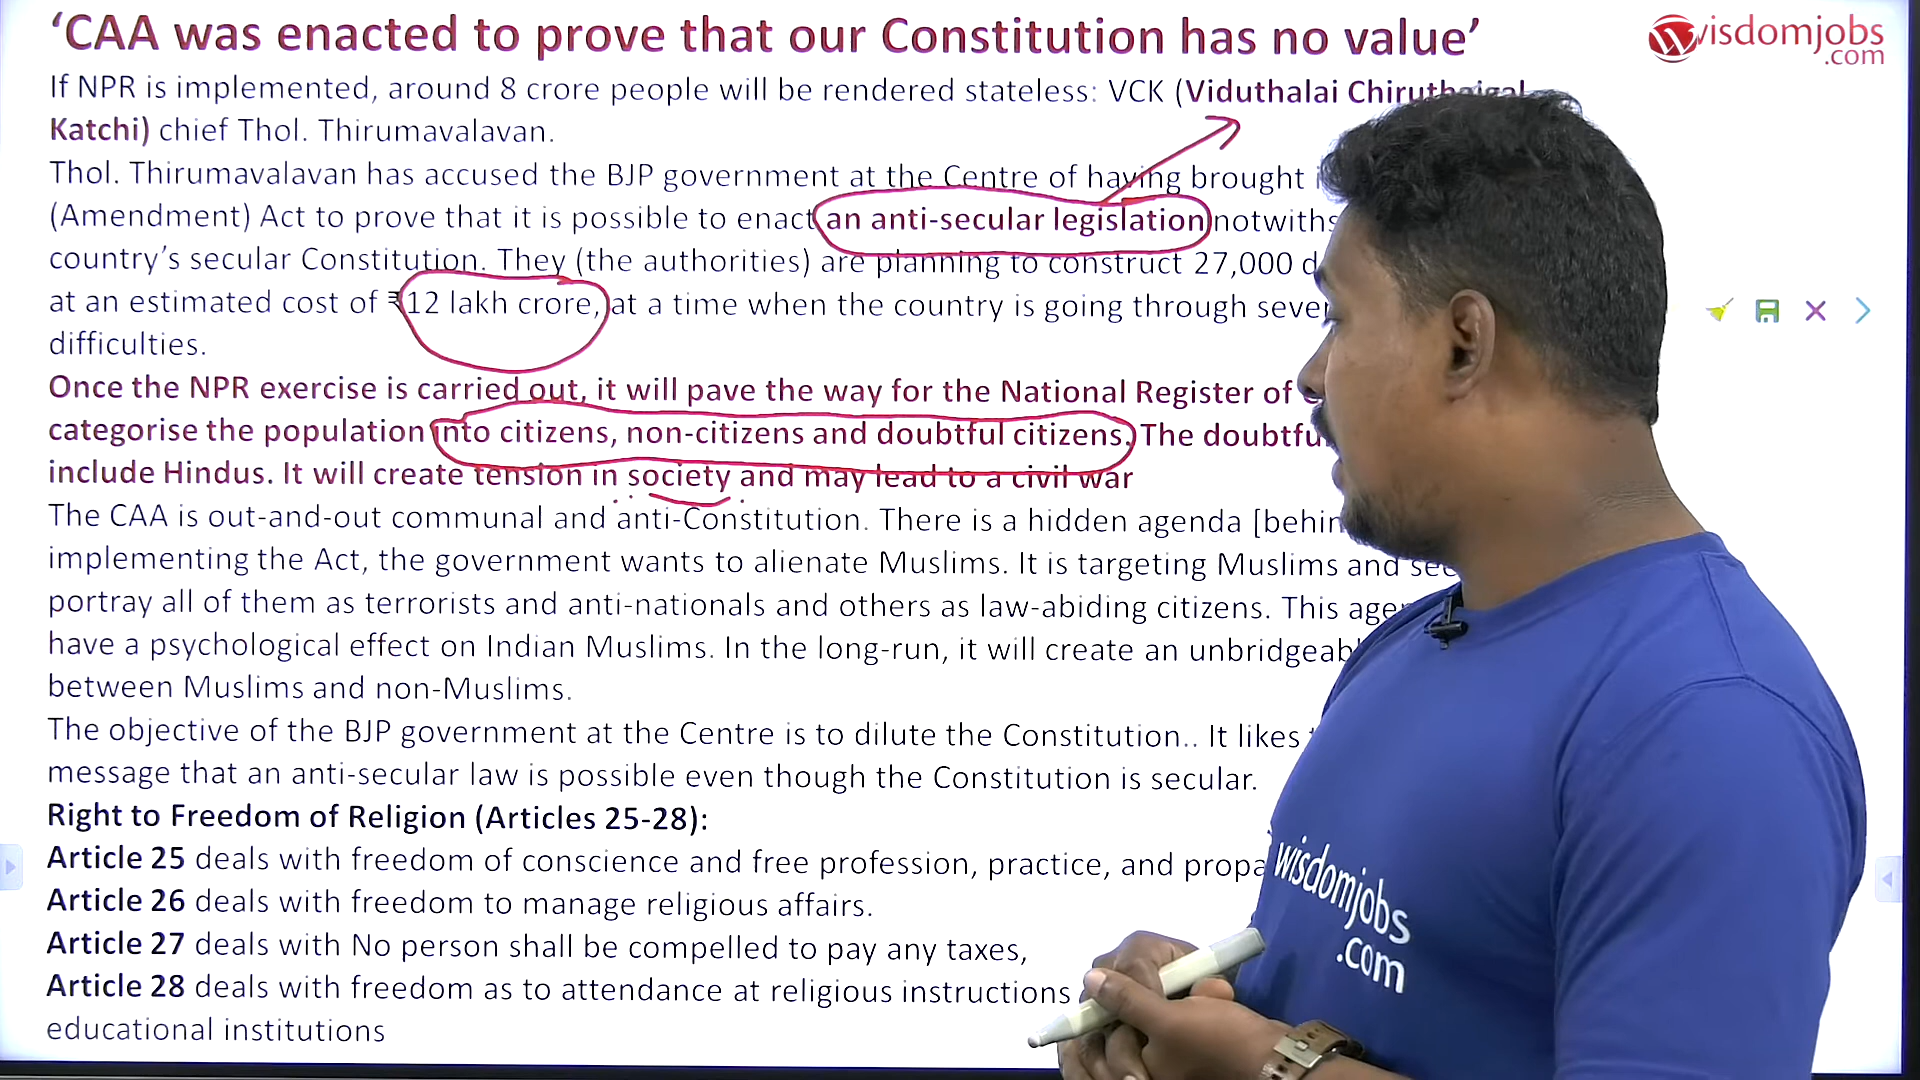 ‘CAA was enacted to prove that our Constitution has no value’
wisdomjobs
.com
If NPR is implemented, around 8 crore people will be rendered stateless: VCK (Viduthalai Chiruthaigal
Katchi) chief Thol. Thirumavalavan.
Thol. Thirumavalavan has accused the BJP government at the Centre of having brought
(Amendment) Act to prove that it is possible to enact an anti-secular legislation
country’s secular Constitution. They (the authorities) are planning to construct 27,000
at an estimated cost of ₹12 lakh crore, at a time when the country is going through
difficulties.
Once the NPR exercise is carried out, it will pave the way for the National Register of
categorise the population into citizens, non-citizens and doubtful citizens. The
include Hindus. It will create tension in society and may lead to a civil war
The CAA is out-and-out communal and anti-Constitution. There is a hidden agenda
implementing the Act, the government wants to alienate Muslims. It is targeting Muslims and
portray all of them as terrorists and anti-nationals and others as law-abiding citizens. This
have a psychological effect on Indian Muslims. In the long-run, it will create an
between Muslims and non-Muslims.
The objective of the BJP government at the Centre is to dilute the Constitution.. It likes
message that an anti-secular law is possible even though the Constitution is secular.
Right to Freedom of Religion (Articles 25-28):
Article 25 deals with freedom of conscience and free profession, practice, and
Article 26 deals with freedom to manage religious affairs.
Article 27 deals with No person shall be compelled to pay any taxes,
Article 28 deals with freedom as to attendance at religious instructions
educational institutions
wisdomjobs
.com